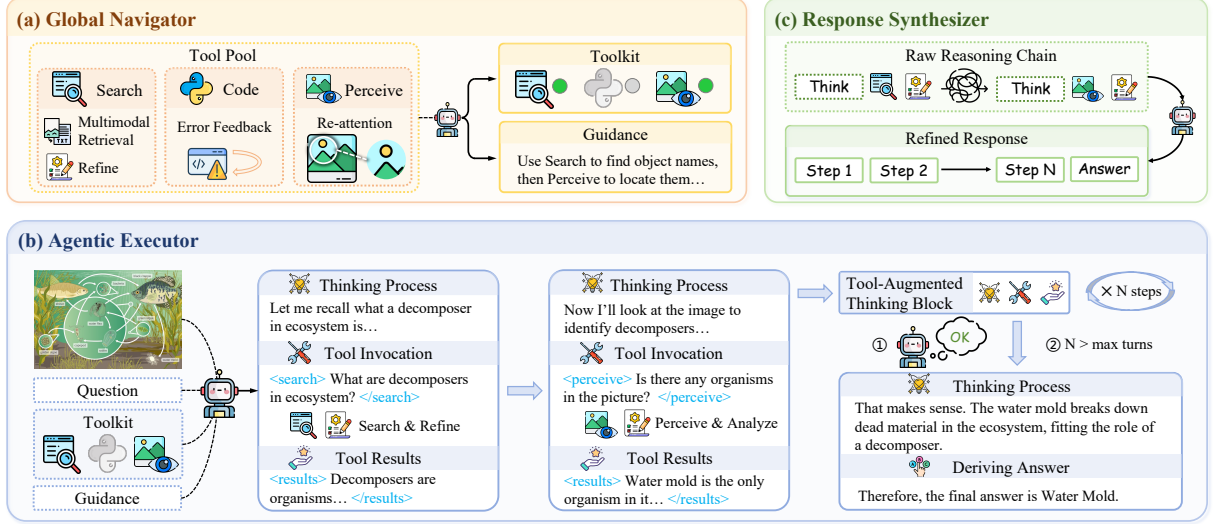 (a) Global Navigator
Tool Pool
Search
Multimodal
Retrieval
TXT
Refine
Code
Error Feedback
</>
Perceive
Re-attention
Toolkit
Guidance
Use Search to find object names,
then Perceive to locate them…
(c) Response Synthesizer
Raw Reasoning Chain
Think
Think
Refined Response
Step 1
Step 2
Step N
Answer
(b) Agentic Executor
Question
Toolkit
Guidance
Thinking Process
Let me recall what a decomposer
in ecosystem is…
Tool Invocation
<search> What are decomposers
in ecosystem? </search>
Search & Refine
Tool Results
<results> Decomposers are
organisms… </results>
Thinking Process
Now I'll look at the image to
identify decomposers…
Tool Invocation
<perceive> Is there any organisms
in the picture? </perceive>
Perceive & Analyze
Tool Results
<results> Water mold is the only
organism in it… </results>
Tool-Augmented
Thinking Block
× N steps
①
OK
② N > max turns
Thinking Process
That makes sense. The water mold breaks down
dead material in the ecosystem, fitting the role of
a decomposer.
Deriving Answer
Therefore, the final answer is Water Mold.